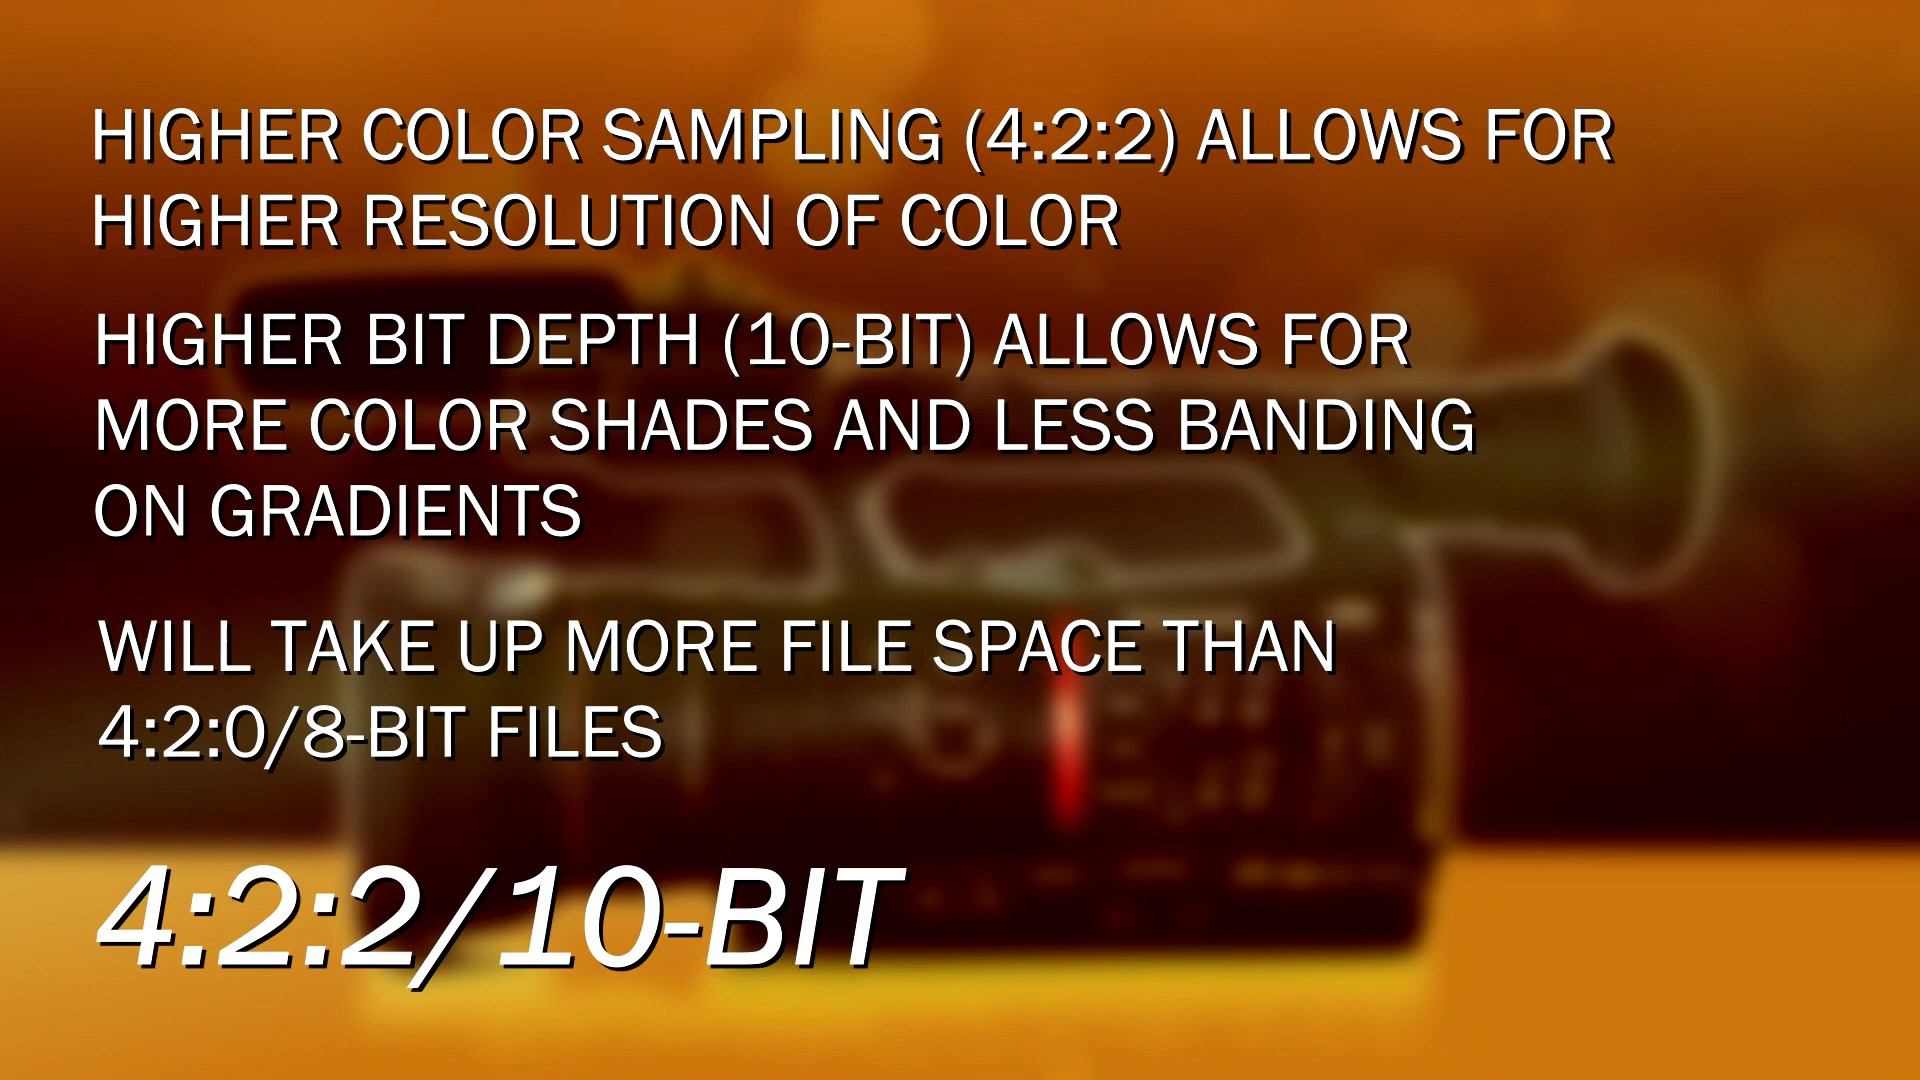 HIGHER COLOR SAMPLING (4:2:2) ALLOWS FOR
HIGHER RESOLUTION OF COLOR
HIGHER BIT DEPTH (10-BIT) ALLOWS FOR
MORE COLOR SHADES AND LESS BANDING
ON GRADIENTS
WILL TAKE UP MORE FILE SPACE THAN
4:2:0/8-BIT FILES
4:2:2/10-BIT